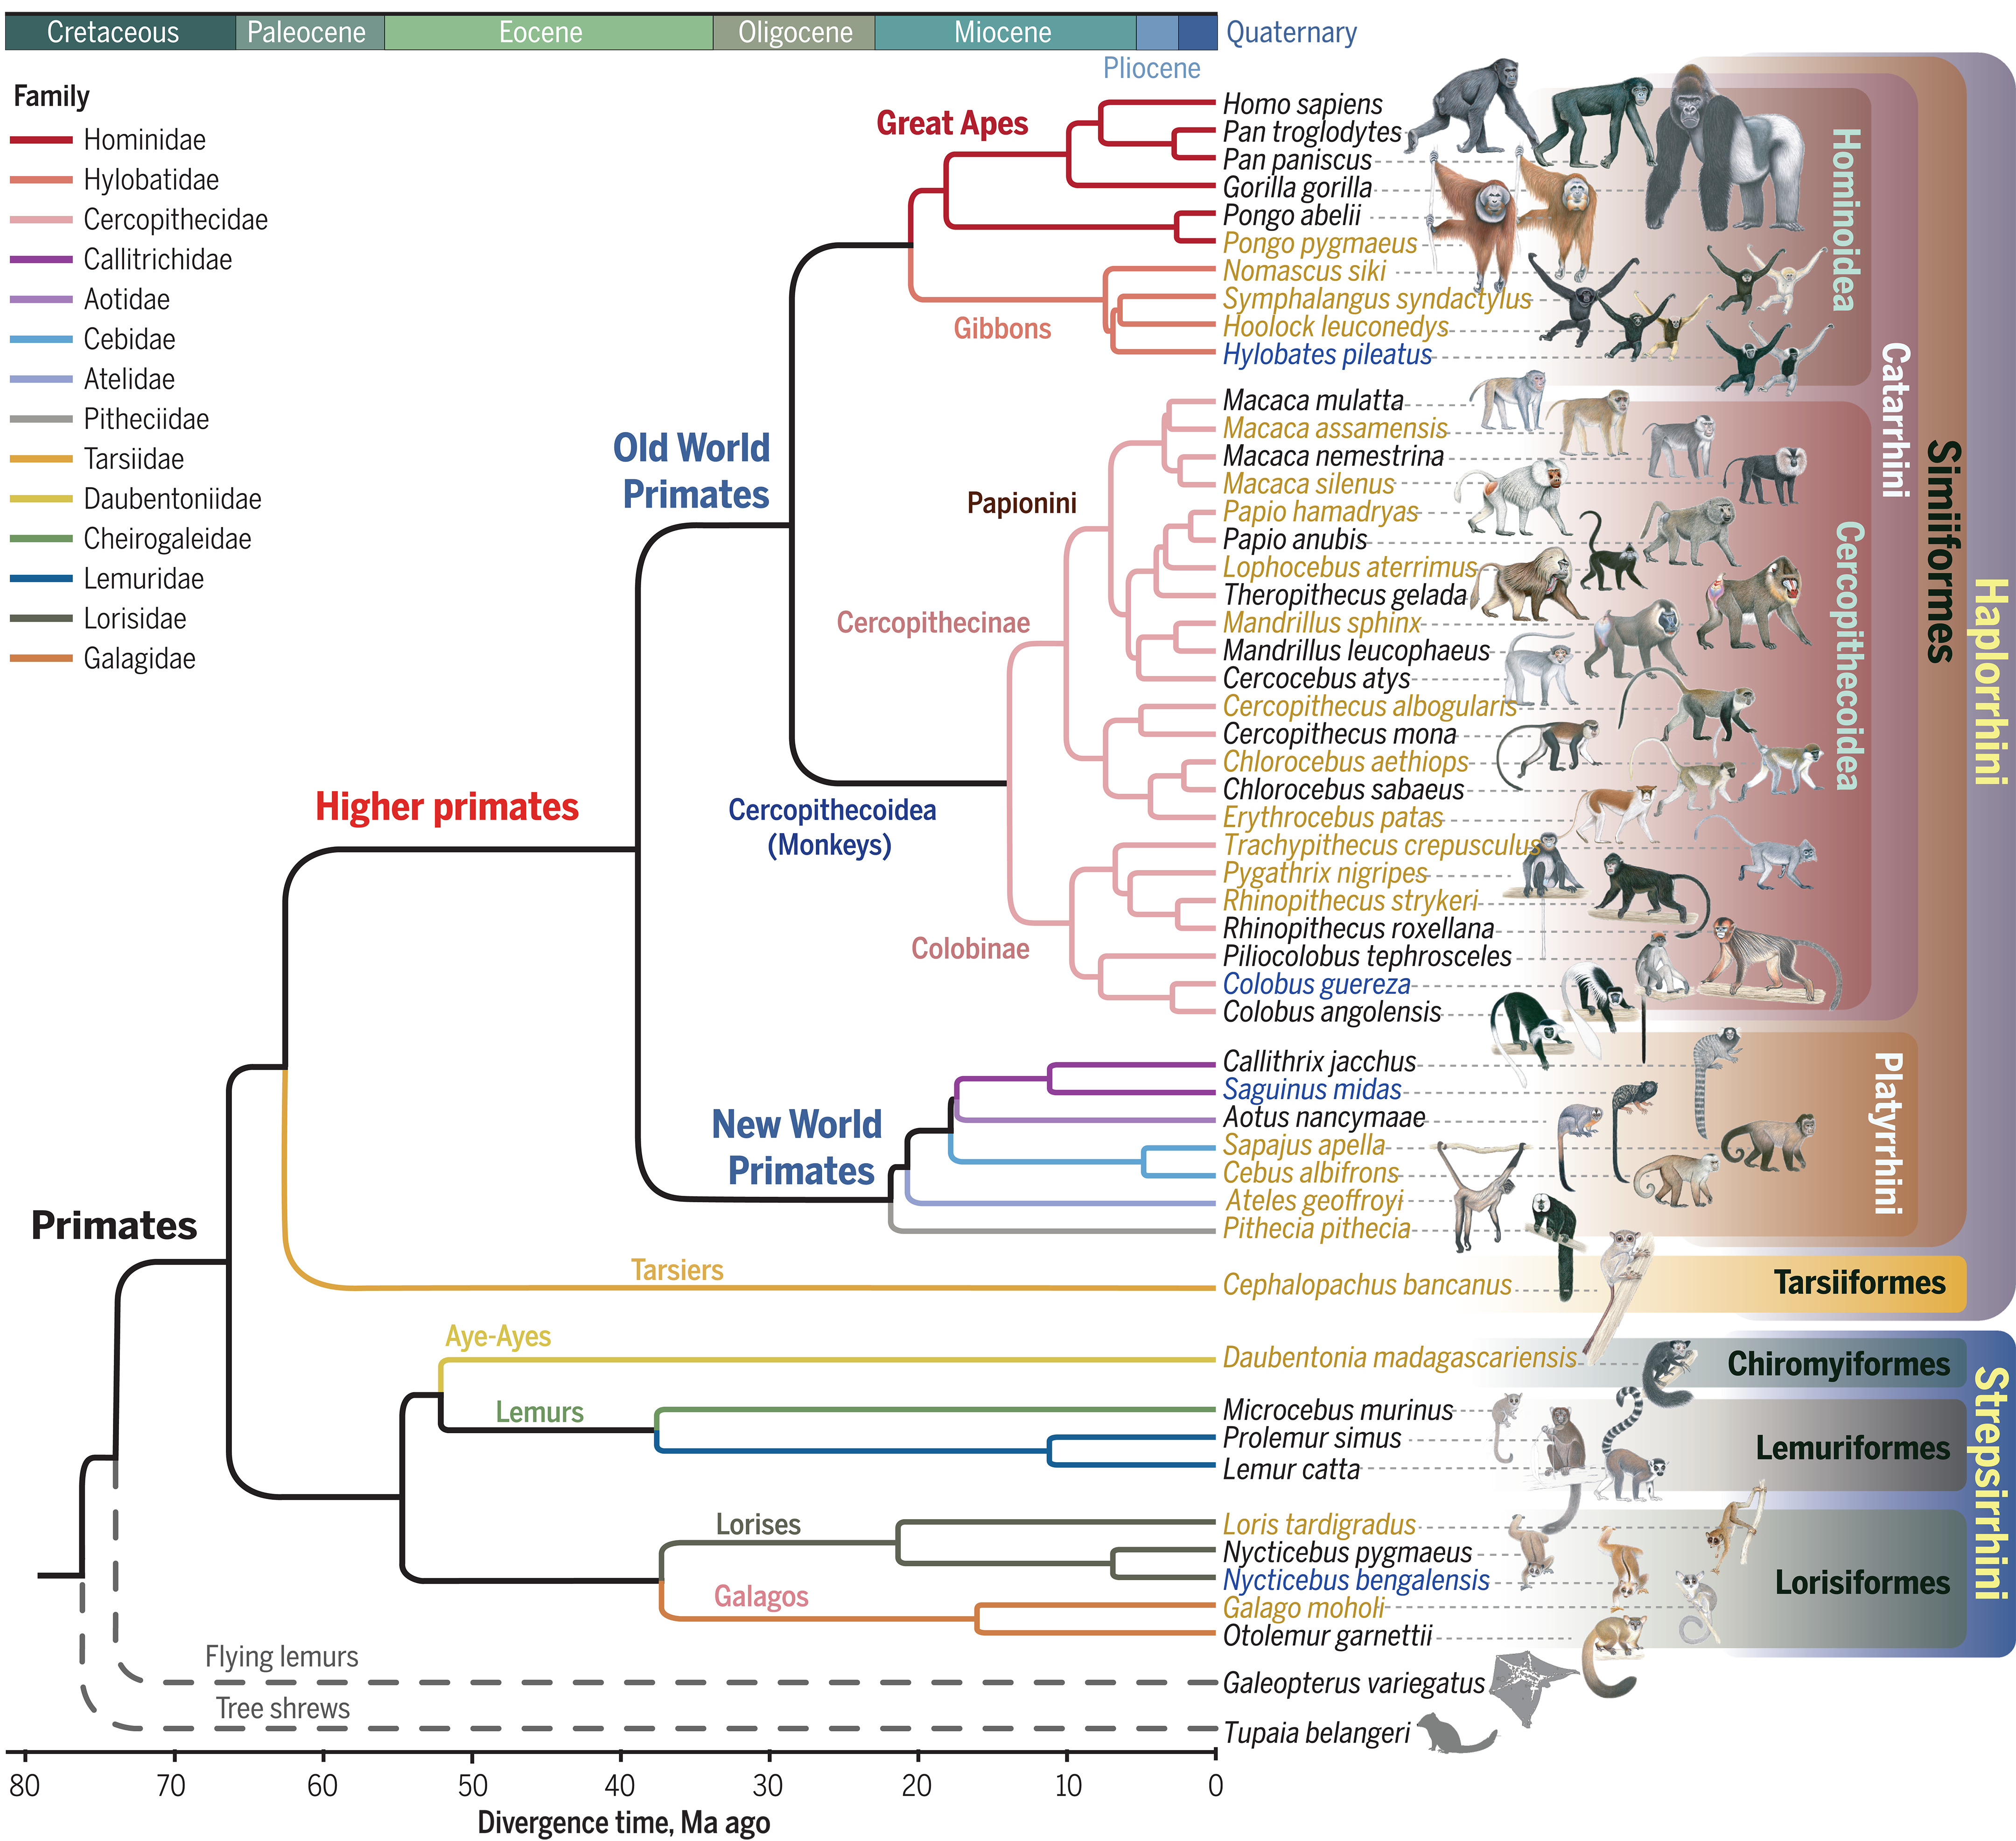 Cretaceous
Paleocene
Eocene
Oligocene
Miocene
Quaternary
Pliocene
Family
Hominidae
Hylobatidae
Cercopithecidae
Callitrichidae
Aotidae
Cebidae
Atelidae
Pitheciidae
Tarsiidae
Daubentoniidae
Cheirogaleidae
Lemuridae
Lorisidae
Galagidae
Great Apes
Gibbons
Old World
Primates
Papionini
Cercopithecinae
Higher primates
Cercopithecoidea
(Monkeys)
Colobinae
New World
Primates
Primates
Tarsiers
Aye-Ayes
Lemurs
Lorises
Galagos
Flying lemurs
Tree shrews
Homo sapiens
Pan troglodytes
Pan paniscus
Gorilla gorilla
Pongo abelii
Pongo pygmaeus
Nomascus siki
Symphalangus syndactylus
Hoolock leuconedys
Hylobates pileatus
Macaca mulatta
Macaca assamensis
Macaca nemestrina
Macaca silenus
Papio hamadryas
Papio anubis
Lophocebus aterrimus
Theropithecus gelada
Mandrillus sphinx
Mandrillus leucophaeus
Cercocebus atys
Cercopithecus albogularis
Cercopithecus mona
Chlorocebus aethiops
Chlorocebus sabaeus
Erythrocebus patas
Trachypithecus crepusculus
Pygathrix nigripes
Rhinopithecus strykeri
Rhinopithecus roxellana
Piliocolobus tephrosceles
Colobus guereza
Colobus angolensis
Callithrix jacchus
Saguinus midas
Aotus nancymaae
Sapajus apella
Cebus albifrons
Ateles geoffroyi
Pithecia pithecia
Cephalopachus bancanus
Daubentonia madagascariensis
Microcebus murinus
Prolemur simus
Lemur catta
Loris tardigradus
Nycticebus pygmaeus
Nycticebus bengalensis
Galago moholi
Otolemur garnettii
Galeopterus variegatus
Tupaia belangeri
Hominoidea
Catarrhini
Cercopithecoidea
Simiiformes
Haplorrhini
Platyrrhini
Tarsiiformes
Chiromyiformes
Lemuriformes
Lorisiformes
Strepsirrhini
80 70 60 50 40 30 20 10 0
Divergence time, Ma ago